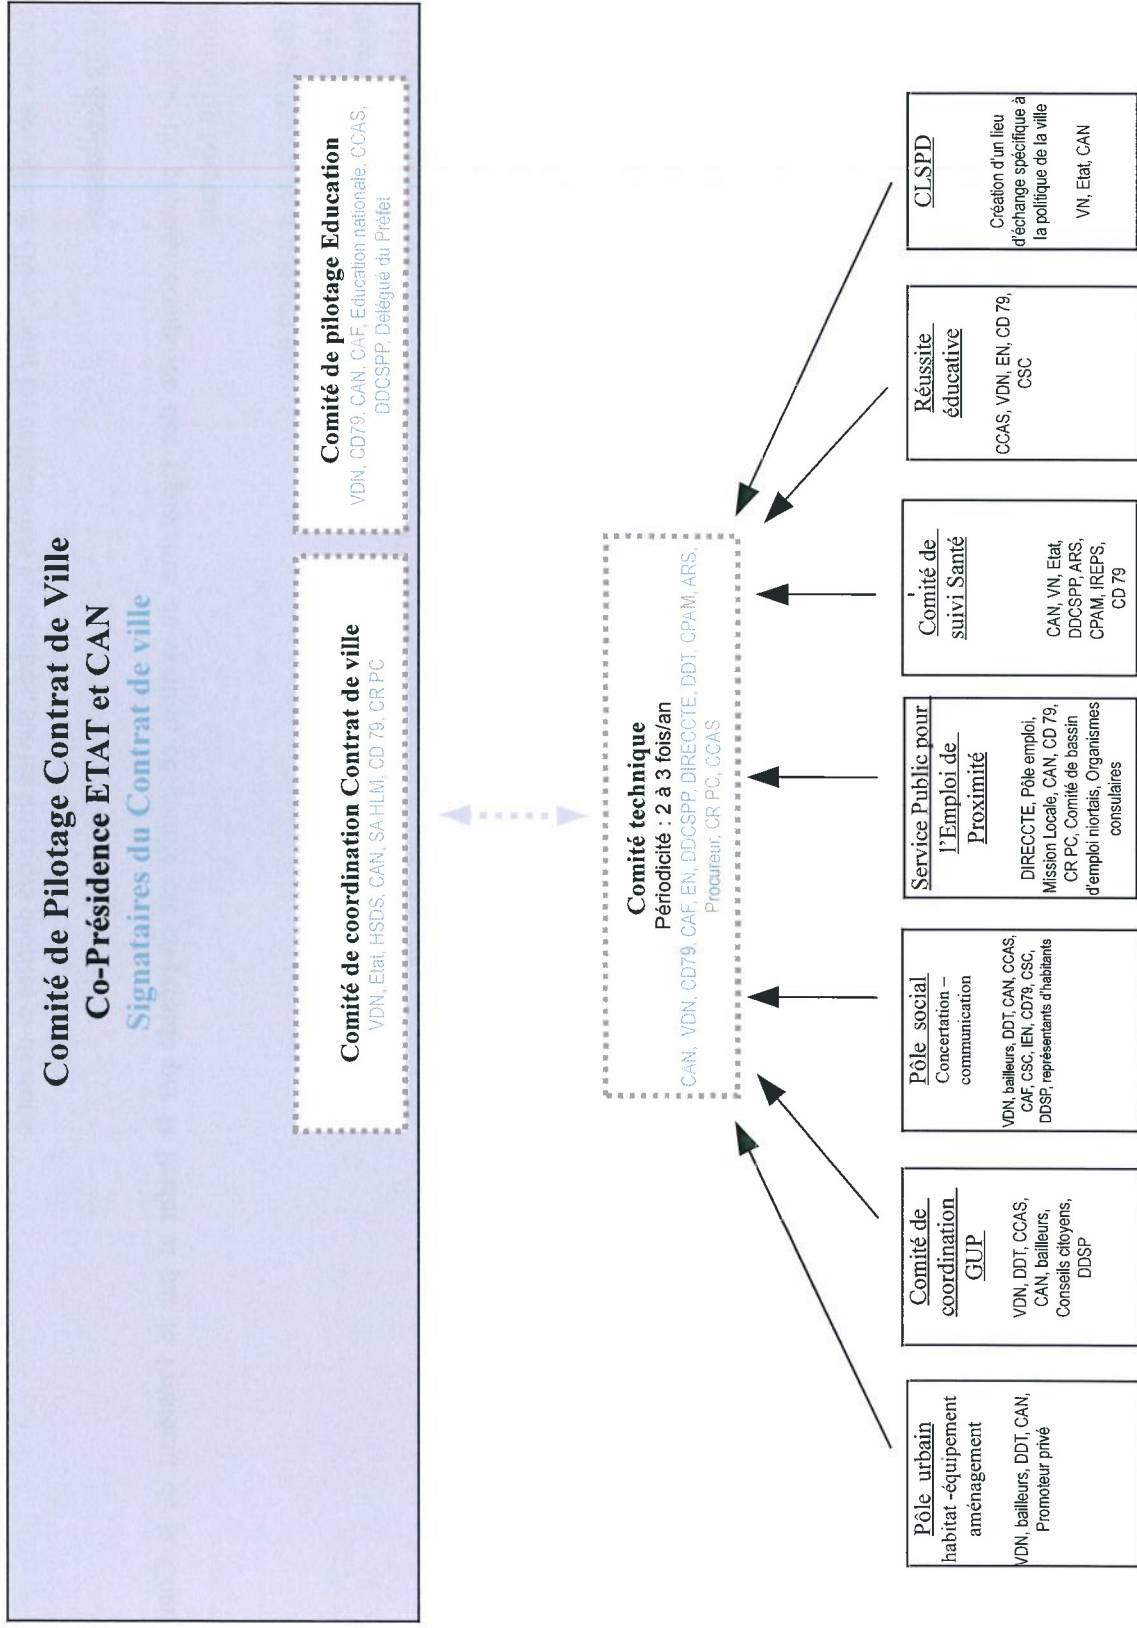 Comité de Pilotage Contrat de Ville
Co-Présidence ETAT et CAN
Signataires du Contrat de ville
Comité de coordination Contrat de ville
VDN, Etat, HSDS, CAN, SA HLM, CD 79, CR PC
Comité de pilotage Education
VDN, CD79, CAN, CAF, Education nationale, CCAS,
DDCSPP, Délégué du Préfet
Comité technique
Périodicité : 2 à 3 fois/an
CAN, VDN, CD79, CAF, EN, DDCSPP, DIRECCTE, DDT, CPAM, ARS,
Procureur, CR PC, CCAS
Pôle urbain
habitat -équipement
aménagement
VDN, bailleurs, DDT, CAN,
Promoteur privé
Comité de
coordination
GUP
VDN, DDT, CCAS,
CAN, bailleurs,
Conseils citoyens,
DDSP
Pôle social
Concertation –
communication
VDN, bailleurs, DDT, CAN, CCAS,
CAF, CSC, IEN, CD79, CSC,
DDSP, représentants d'habitants
Service Public pour
l'Emploi de
Proximité
DIRECCTE, Pôle emploi,
Mission Locale, CAN, CD 79,
CR PC, Comité de bassin
d'emploi niortais, Organismes
consulaires
Comité de
suivi Santé
CAN, VN, Etat,
DDCSPP, ARS,
CPAM, IREPS,
CD 79
Réussite
éducative
CCAS, VDN, EN, CD 79,
CSC
CLSPD
Création d'un lieu
d'échange spécifique à
la politique de la ville
VN, Etat, CAN